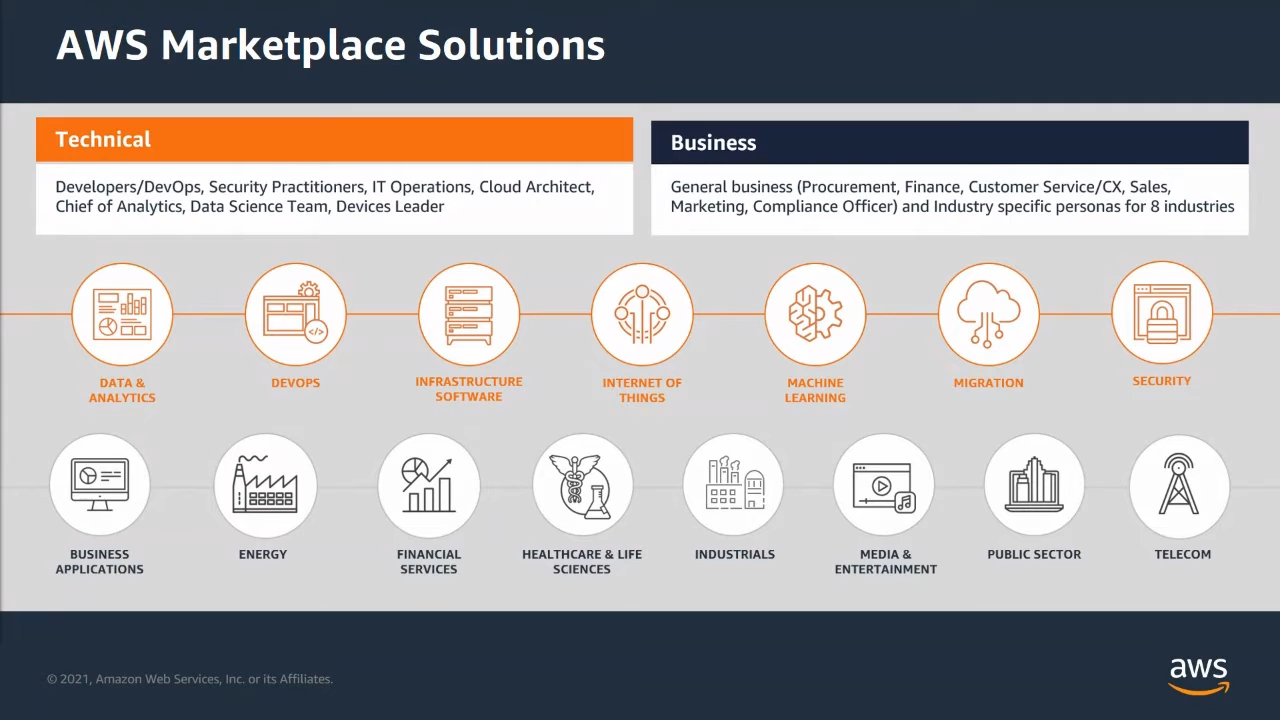 AWS Marketplace Solutions
Technical
Developers/DevOps, Security Practitioners, IT Operations, Cloud Architect,
Chief of Analytics, Data Science Team, Devices Leader
Business
General business (Procurement, Finance, Customer Service/CX, Sales,
Marketing, Compliance Officer) and Industry specific personas for 8 industries
DATA &
ANALYTICS
DEVOPS
INFRASTRUCTURE
SOFTWARE
INTERNET OF
THINGS
MACHINE
LEARNING
MIGRATION
SECURITY
BUSINESS
APPLICATIONS
ENERGY
FINANCIAL
SERVICES
HEALTHCARE & LIFE
SCIENCES
INDUSTRIALS
MEDIA &
ENTERTAINMENT
PUBLIC SECTOR
TELECOM
© 2021, Amazon Web Services, Inc. or its Affiliates.
aws